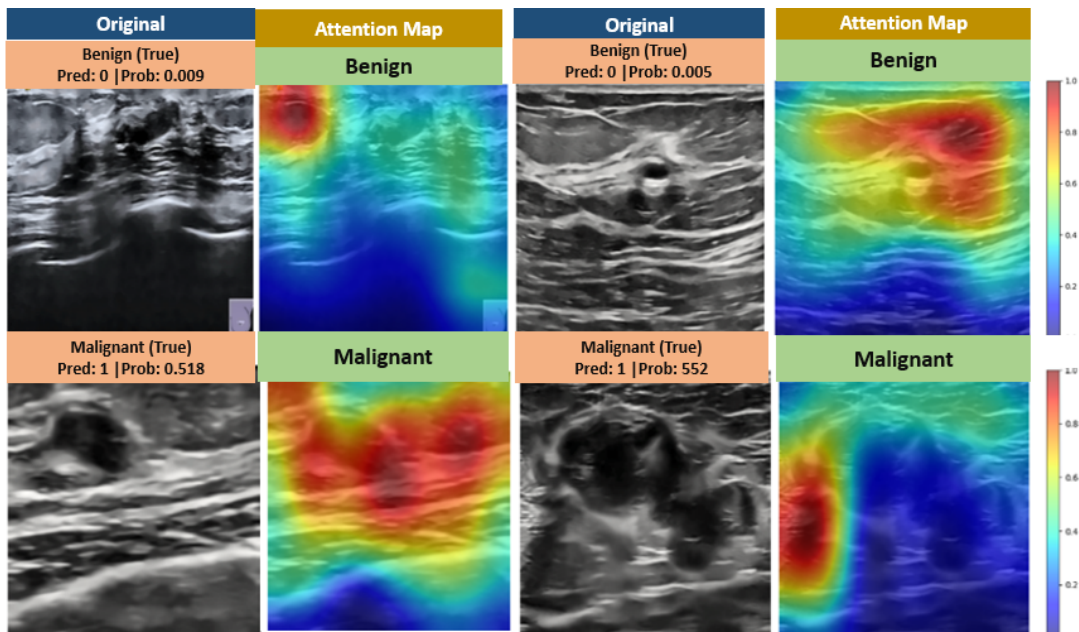 Original
Attention Map
Original
Attention Map
Benign (True)
Pred: 0 |Prob: 0.009
Benign
Benign (True)
Pred: 0 |Prob: 0.005
Benign
1.0
0.8
0.6
0.4
0.2
Malignant (True)
Pred: 1 |Prob: 0.518
Malignant
Malignant (True)
Pred: 1 |Prob: 552
Malignant
1.0
0.8
0.6
0.4
0.2